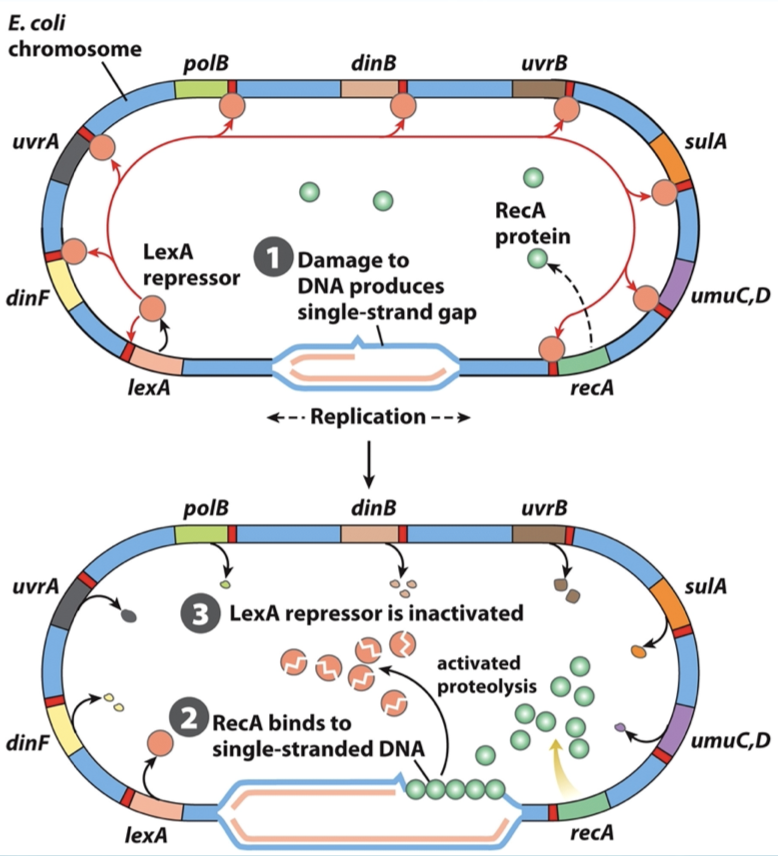 E. coli
chromosome
polB
dinB
uvrB
uvrA
sulA
LexA
repressor
1
Damage to
DNA produces
single-strand gap
RecA
protein
dinF
umuC,D
lexA
recA
Replication
polB
dinB
uvrB
uvrA
sulA
3 LexA repressor is inactivated
activated
proteolysis
2 RecA binds to
single-stranded DNA
dinF
umuC,D
lexA
recA